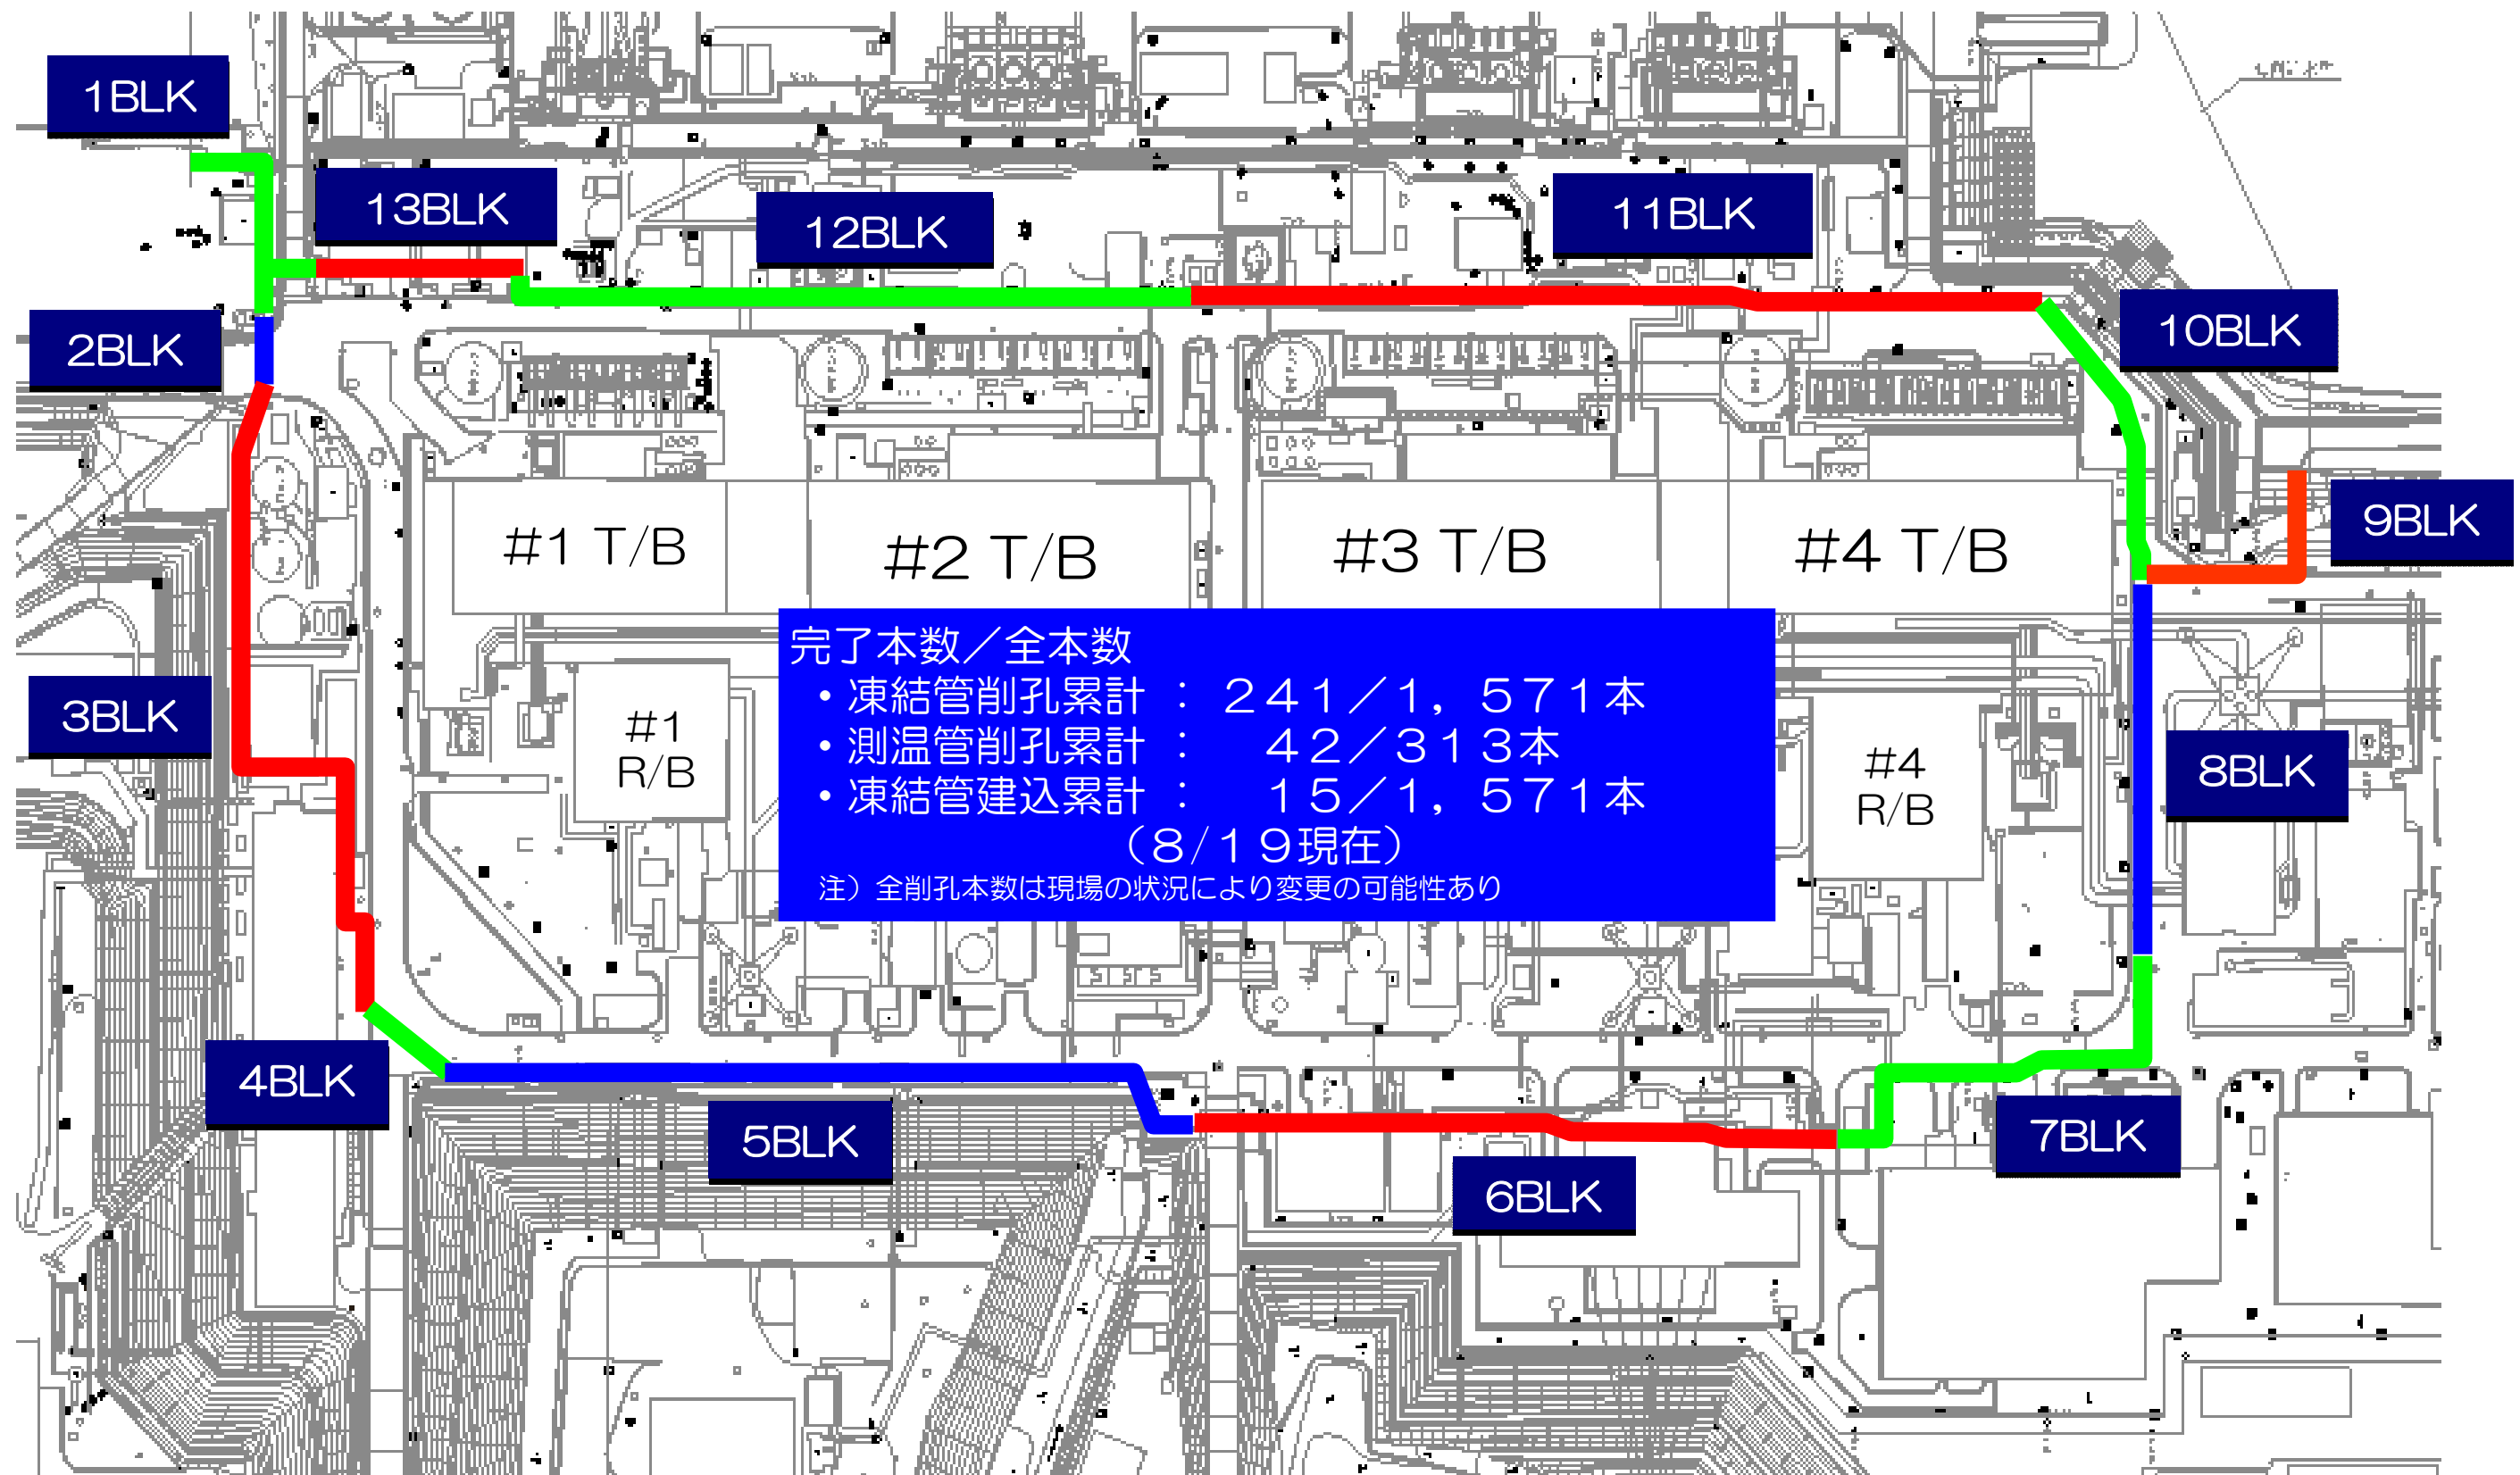 1BLK
13BLK
12BLK
11BLK
2BLK
10BLK
9BLK
#1 T/B
#2 T/B
#3 T/B
#4 T/B
完了本数／全本数
・凍結管削孔累計 ： ２４１／１，５７１本
・測温管削孔累計 ： ４２／３１３本
・凍結管建込累計 ： １５／１，５７１本
（８/１９現在）
注）全削孔本数は現場の状況により変更の可能性あり
3BLK
#1
R/B
#4
R/B
8BLK
4BLK
5BLK
7BLK
6BLK